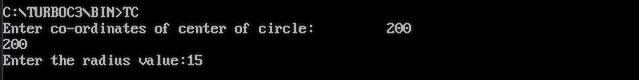 C:\TURBOC3\BIN>TC
Enter co-ordinates of center of circle:         200
200
Enter the radius value:15